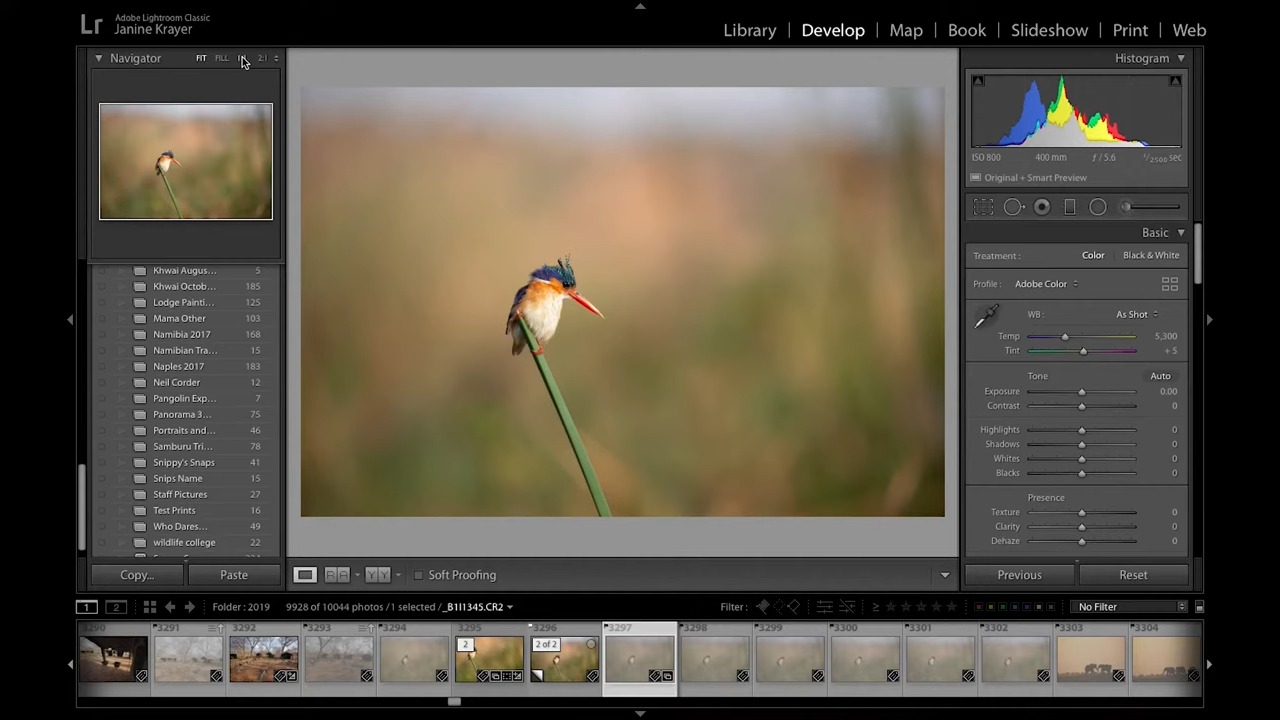 Lr
Adobe Lightroom Classic
Janine Krayer
Library | Develop | Map | Book | Slideshow | Print | Web
Navigator FIT FILL 2:1
Histogram
ISO 800 400 mm ƒ / 5.6 1/2500 sec
Original + Smart Preview
Basic
Treatment : Color Black & White
Profile : Adobe Color
WB : As Shot
Temp 5,300
Tint + 5
Tone Auto
Exposure 0.00
Contrast 0
Highlights 0
Shadows 0
Whites 0
Blacks 0
Presence
Texture 0
Clarity 0
Dehaze 0
Khwai Augus... 5
Khwai Octob... 185
Lodge Painti... 125
Mama Other 103
Namibia 2017 168
Namibian Tra... 15
Naples 2017 183
Neil Corder 12
Pangolin Exp... 7
Panorama 3... 75
Portraits and... 46
Samburu Tri... 78
Snippy's Snaps 41
Snips Name 15
Staff Pictures 27
Test Prints 16
Who Dares... 49
wildlife college 22
Copy... Paste
R A Y Y Soft Proofing
Previous Reset
1 2 Folder : 2019 9928 of 10044 photos / 1 selected / _B1I1345.CR2 Filter : No Filter
3290 3291 3292 3293 3294 3295 3296 3297 3298 3299 3300 3301 3302 3303 3304
2 2 of 2